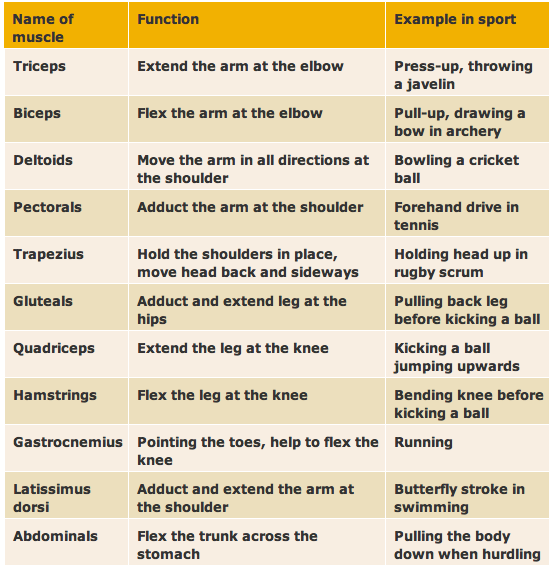 Name of muscle Function Example in sport
Triceps Extend the arm at the elbow Press-up, throwing a javelin
Biceps Flex the arm at the elbow Pull-up, drawing a bow in archery
Deltoids Move the arm in all directions at the shoulder Bowling a cricket ball
Pectorals Adduct the arm at the shoulder Forehand drive in tennis
Trapezius Hold the shoulders in place, move head back and sideways Holding head up in rugby scrum
Gluteals Adduct and extend leg at the hips Pulling back leg before kicking a ball
Quadriceps Extend the leg at the knee Kicking a ball jumping upwards
Hamstrings Flex the leg at the knee Bending knee before kicking a ball
Gastrocnemius Pointing the toes, help to flex the knee Running
Latissimus dorsi Adduct and extend the arm at the shoulder Butterfly stroke in swimming
Abdominals Flex the trunk across the stomach Pulling the body down when hurdling